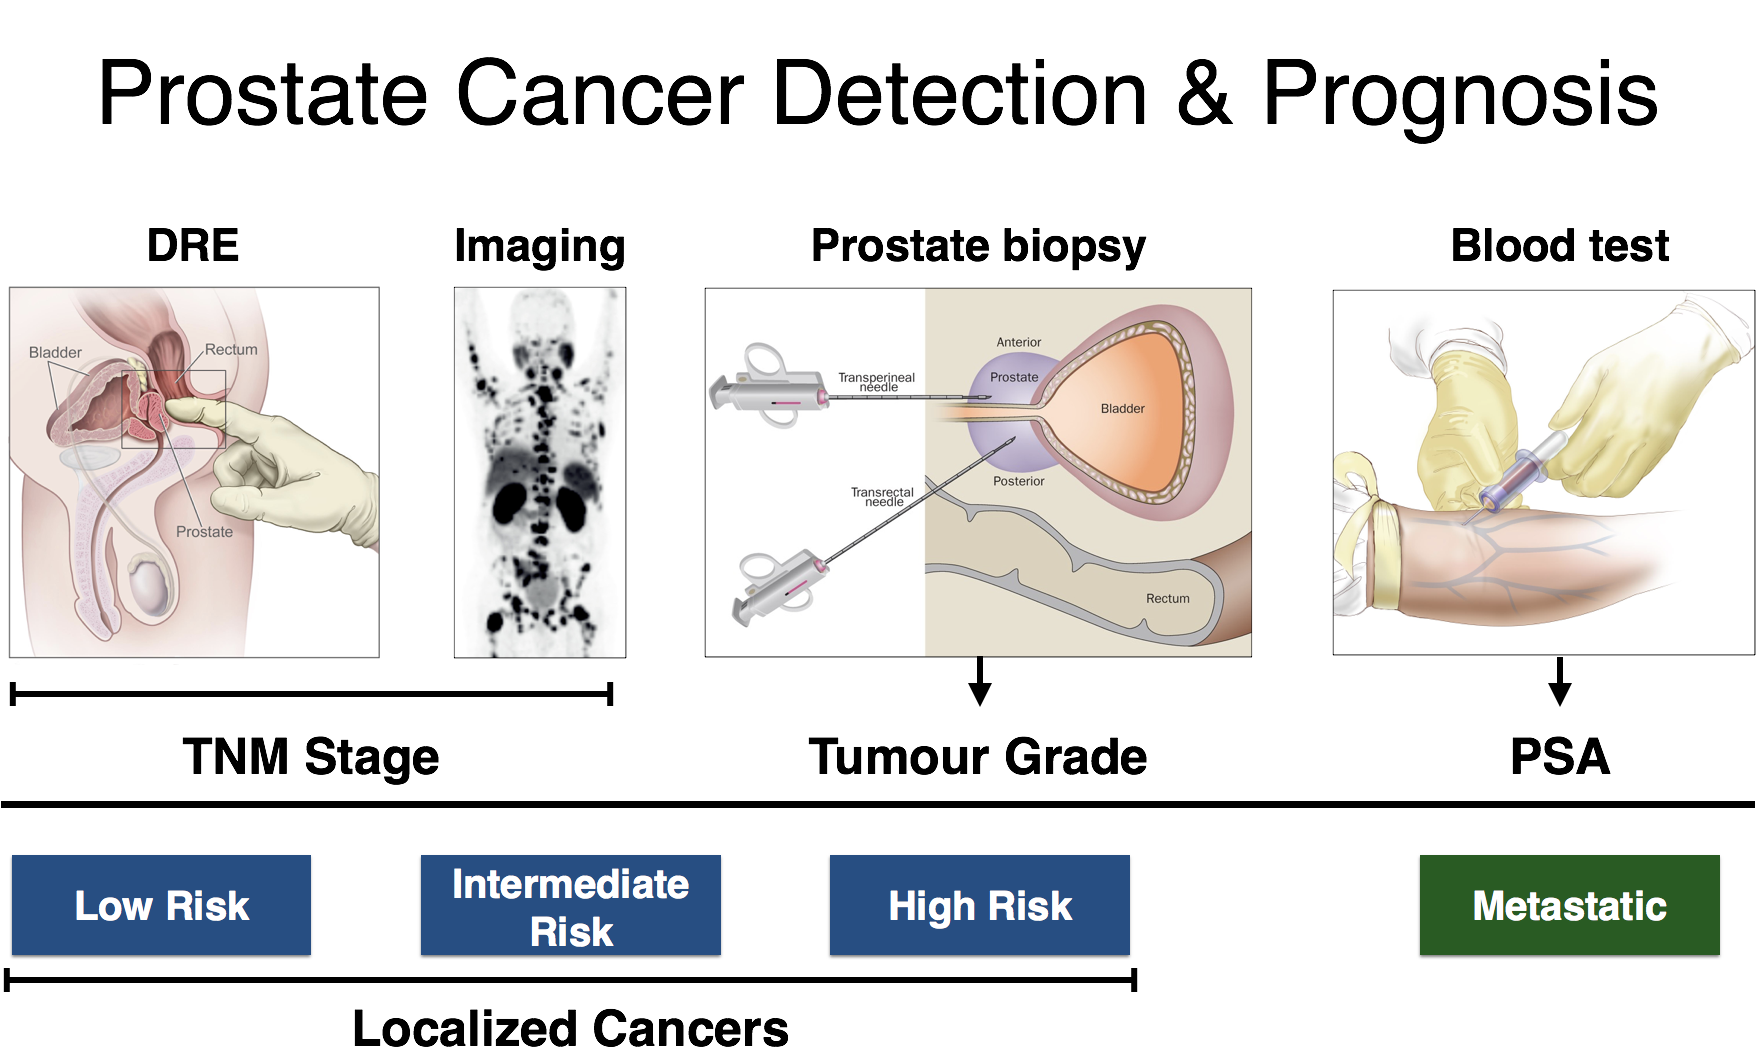 Prostate Cancer Detection & Prognosis
DRE
Imaging
Prostate biopsy
Blood test
Bladder
Rectum
Prostate
Transperineal
needle
Transrectal
needle
Anterior
Prostate
Bladder
Posterior
Rectum
TNM Stage
Tumour Grade
PSA
Low Risk
Intermediate
Risk
High Risk
Metastatic
Localized Cancers